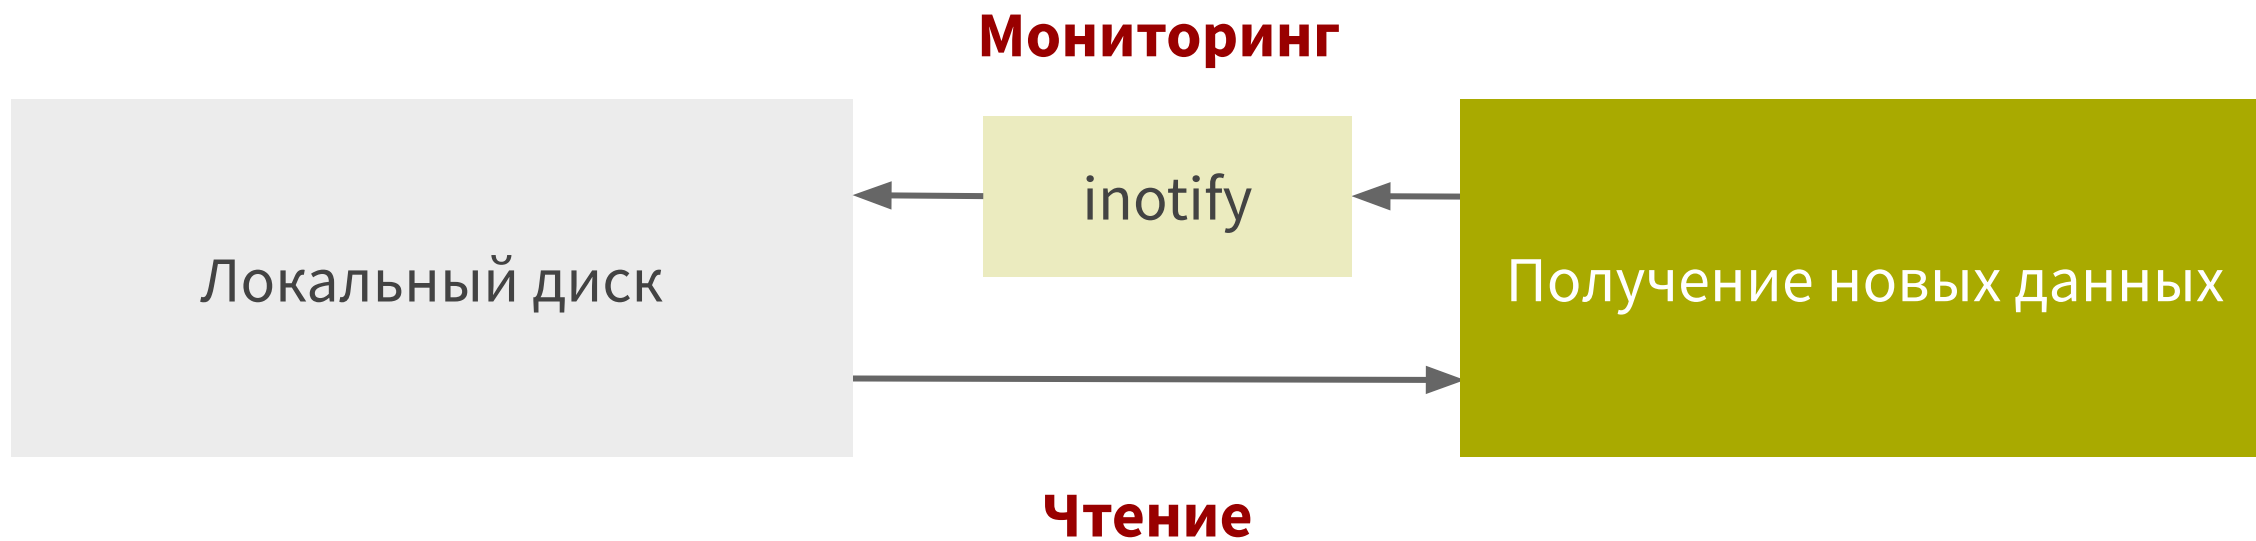 Мониторинг
inotify
Локальный диск
Получение новых данных
Чтение